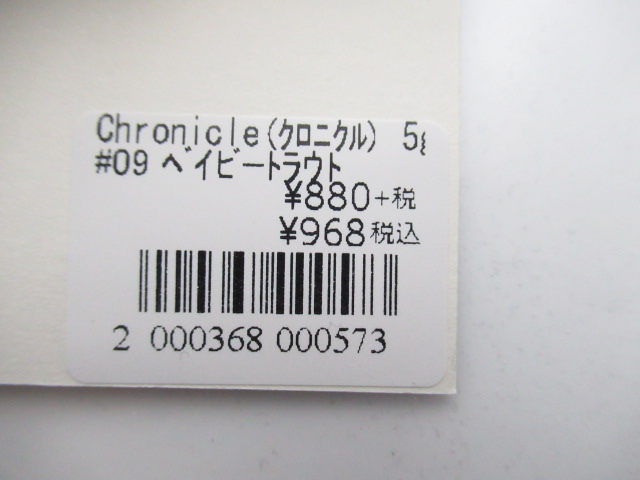 Chronicle(ｸﾛﾆｸﾙ) 5g
#09 ﾍﾞｲﾋﾞｰﾄﾗｳﾄ
¥880+税
¥968税込
2 000368 000573